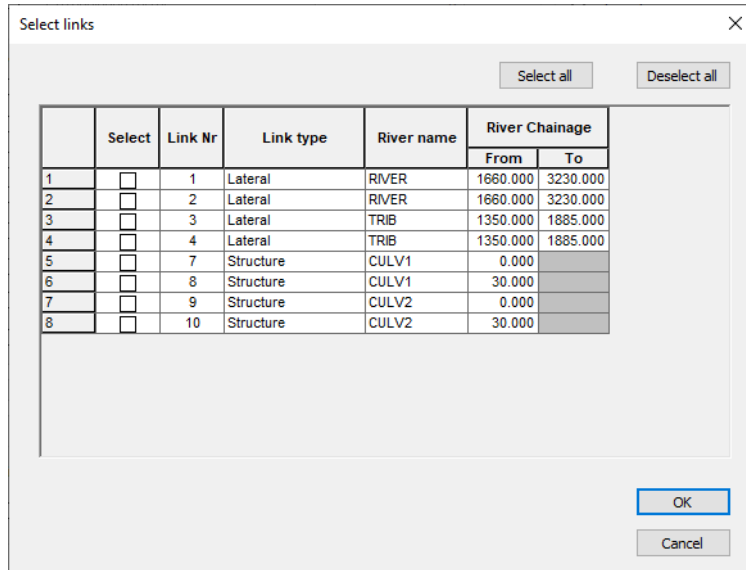 Select links
Select all Deselect all
Select Link Nr Link type River name River Chainage
From To
1 1 Lateral RIVER 1660.000 3230.000
2 2 Lateral RIVER 1660.000 3230.000
3 3 Lateral TRIB 1350.000 1885.000
4 4 Lateral TRIB 1350.000 1885.000
5 7 Structure CULV1 0.000
6 8 Structure CULV1 30.000
7 9 Structure CULV2 0.000
8 10 Structure CULV2 30.000
OK
Cancel